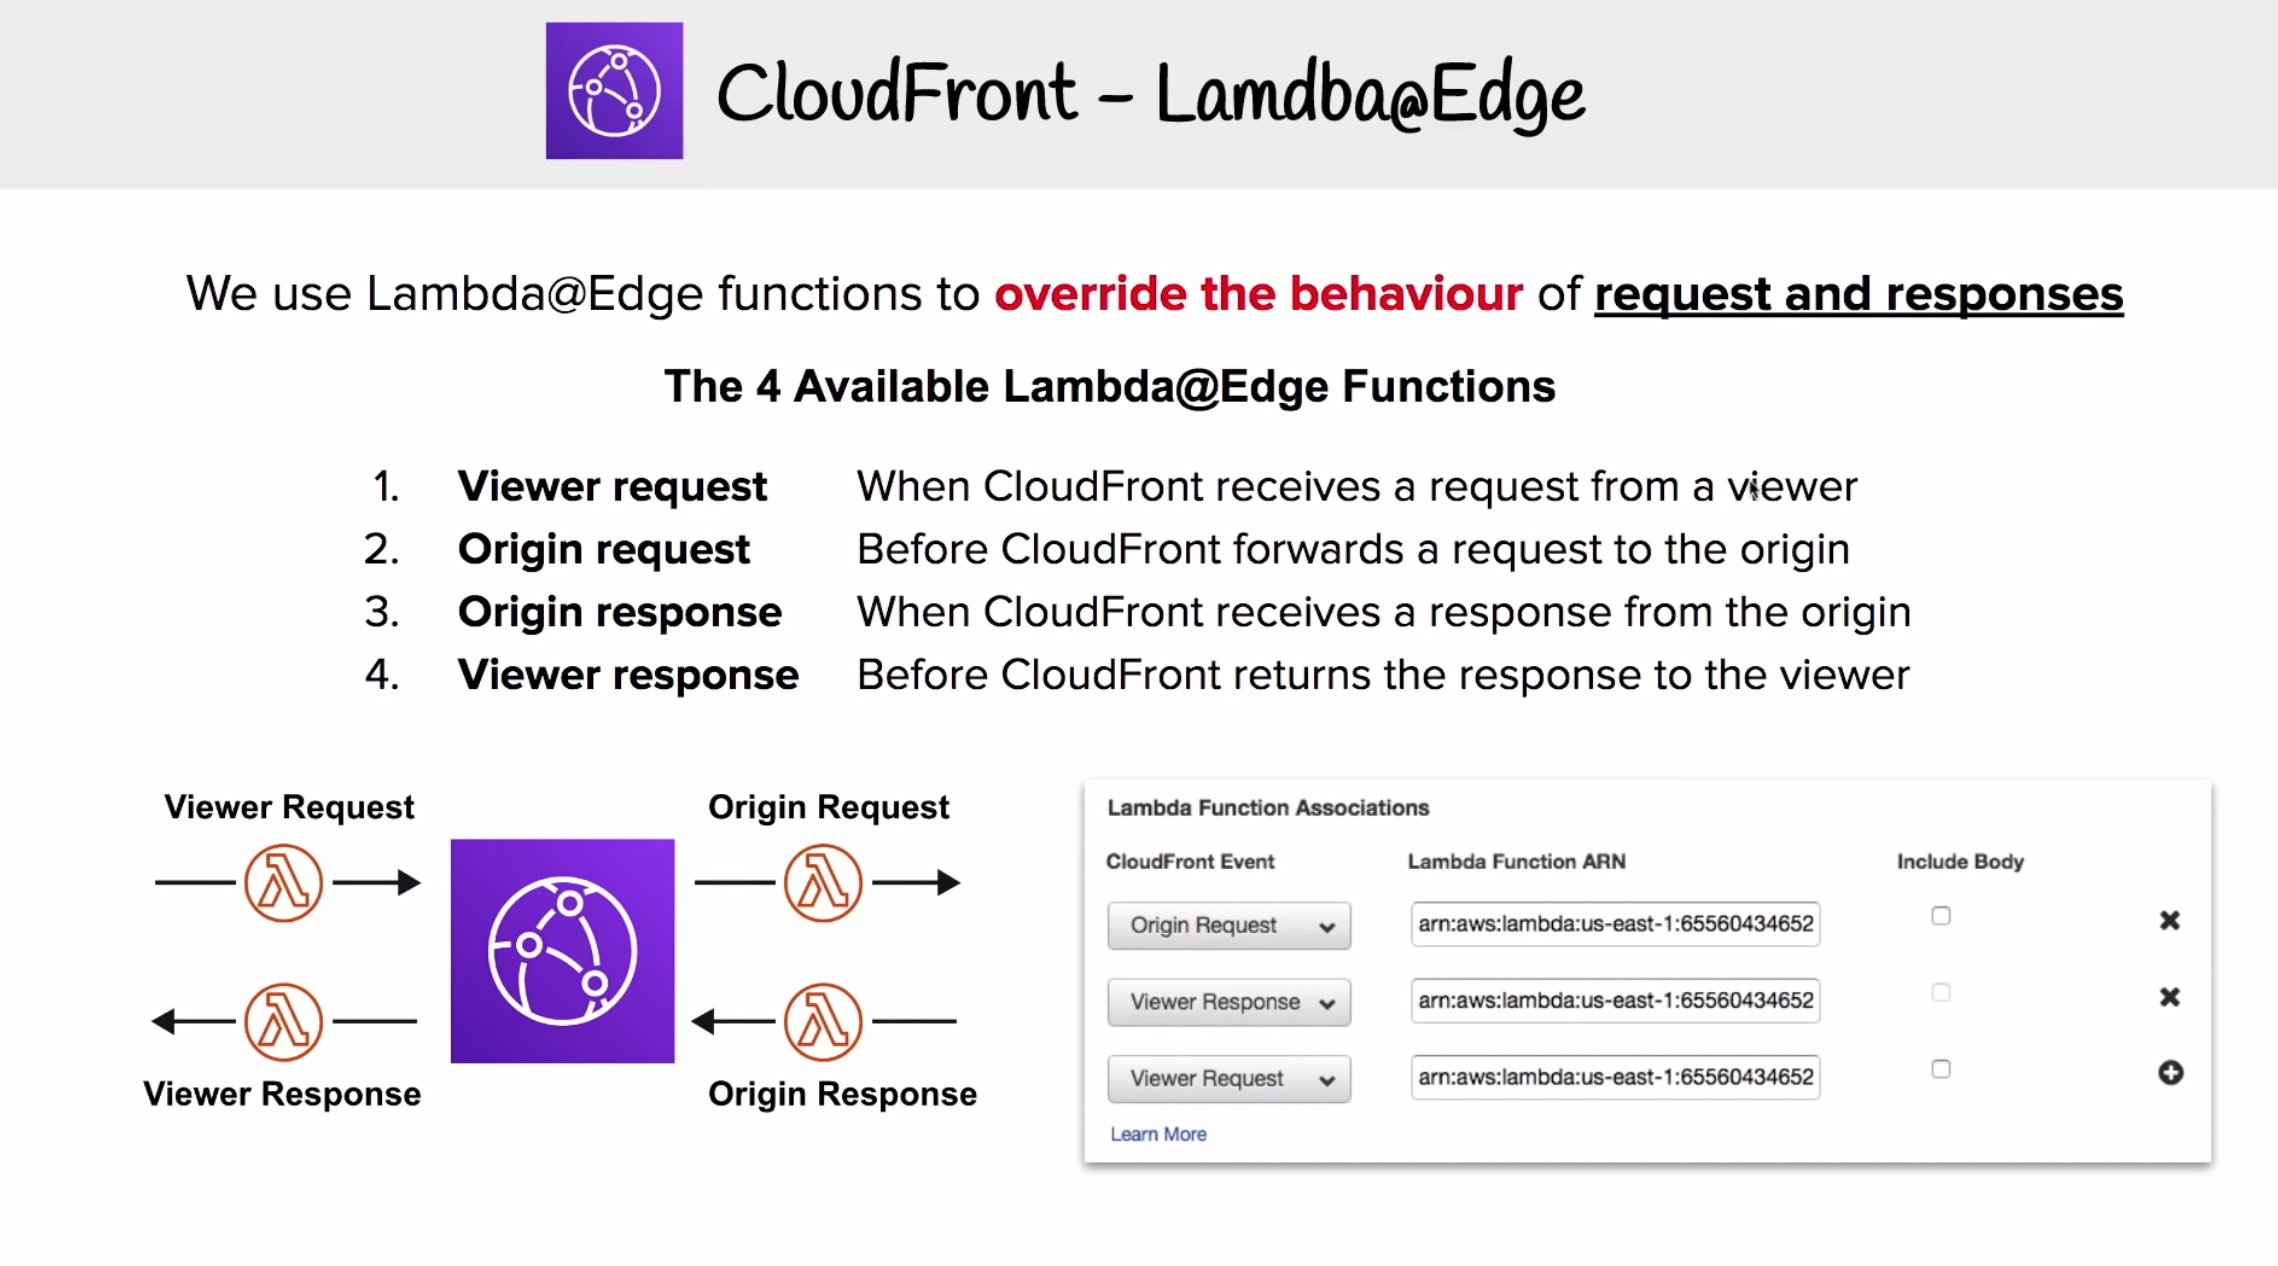 CloudFront – Lamdba@Edge
We use Lambda@Edge functions to override the behaviour of request and responses
The 4 Available Lambda@Edge Functions
1. Viewer request When CloudFront receives a request from a viewer
2. Origin request Before CloudFront forwards a request to the origin
3. Origin response When CloudFront receives a response from the origin
4. Viewer response Before CloudFront returns the response to the viewer
Viewer Request Origin Request
Viewer Response Origin Response
Lambda Function Associations
CloudFront Event Lambda Function ARN Include Body
Origin Request arn:aws:lambda:us-east-1:65560434652
Viewer Response arn:aws:lambda:us-east-1:65560434652
Viewer Request arn:aws:lambda:us-east-1:65560434652
Learn More